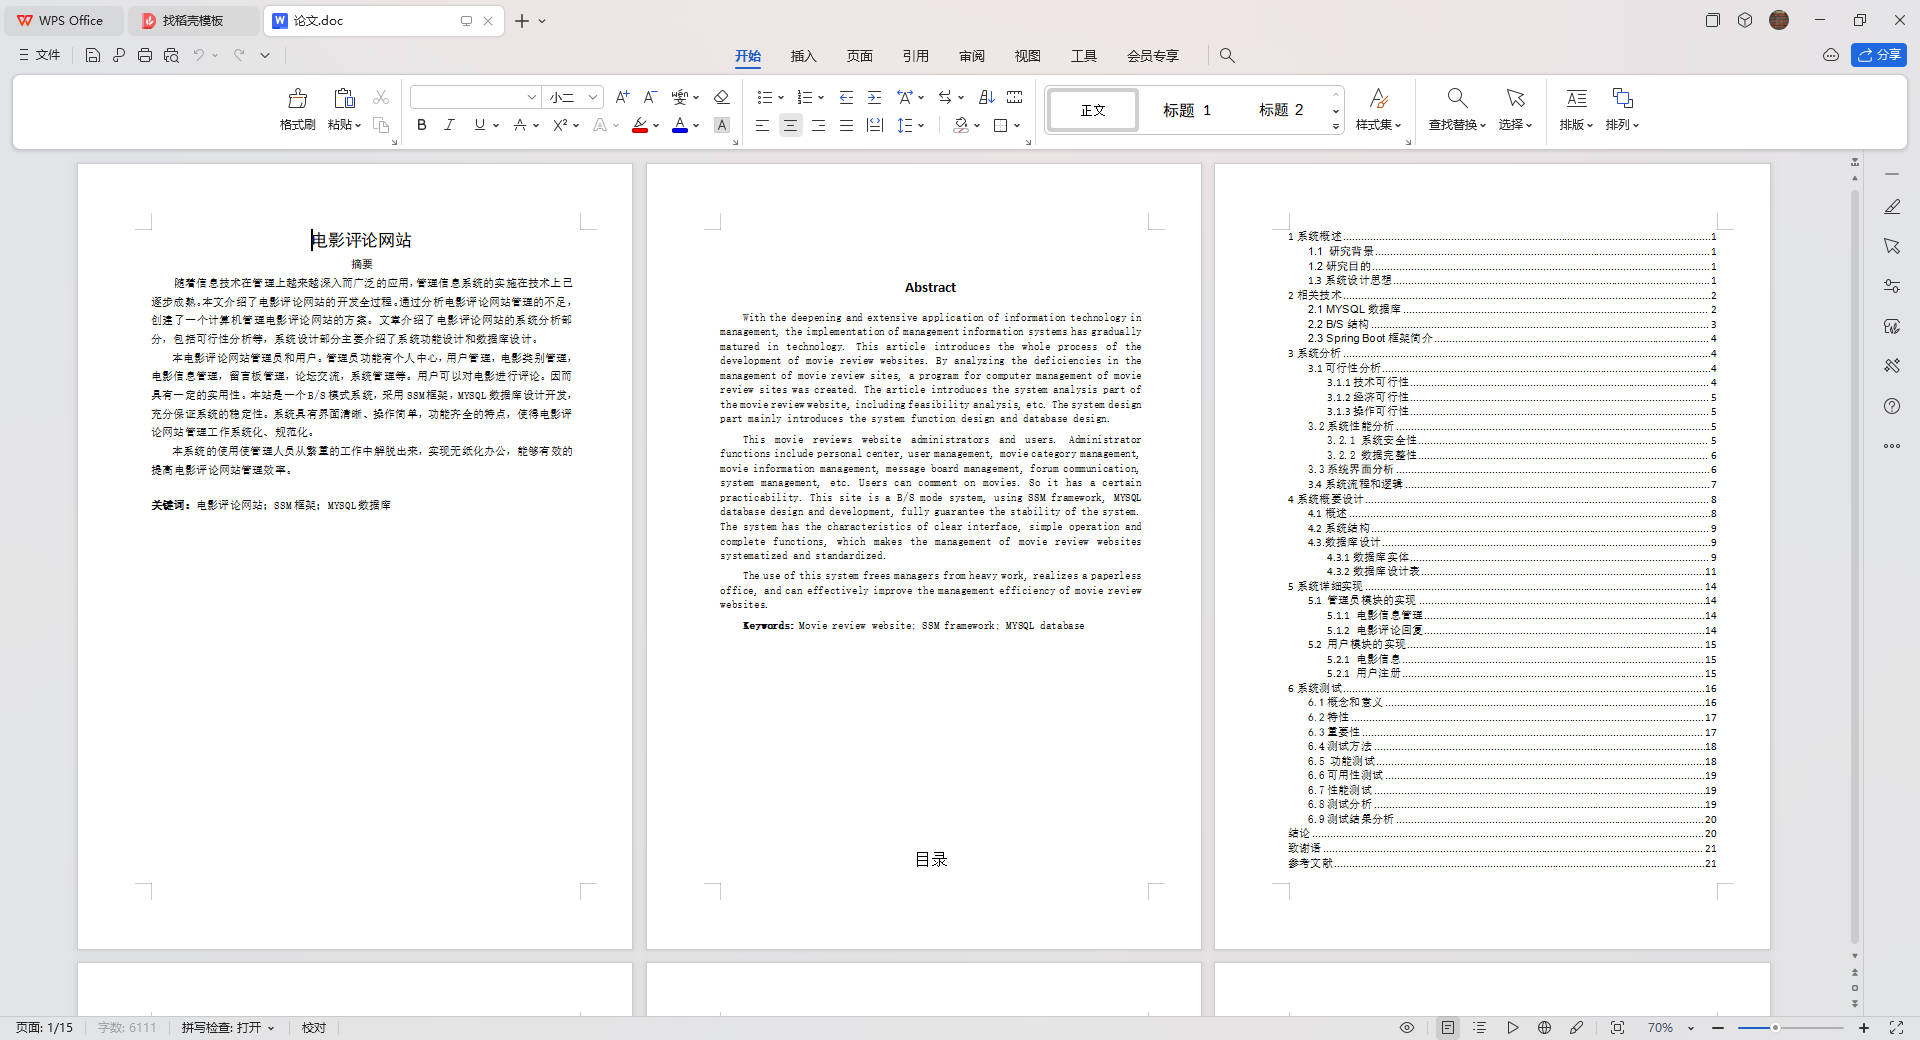 WPS Office
找稻壳模板
论文.doc
文件
开始 插入 页面 引用 审阅 视图 工具 会员专享
分享
格式刷 粘贴
小二
正文 标题 1 标题 2
样式集 查找替换 选择 排版 排列
电影评论网站
摘要
随着信息技术在管理上越来越深入而广泛的应用,管理信息系统的实施在技术上已
逐步成熟。本文介绍了电影评论网站的开发全过程。通过分析电影评论网站管理的不足,
创建了一个计算机管理电影评论网站的方案。文章介绍了电影评论网站的系统分析部
分,包括可行性分析等,系统设计部分主要介绍了系统功能设计和数据库设计。
本电影评论网站管理员和用户。管理员功能有个人中心,用户管理,电影类别管理,
电影信息管理,留言板管理,论坛交流,系统管理等。用户可以对电影进行评论。因而
具有一定的实用性。本站是一个B/S模式系统,采用SSM框架,MYSQL数据库设计开发,
充分保证系统的稳定性。系统具有界面清晰、操作简单,功能齐全的特点,使得电影评
论网站管理工作系统化、规范化。
本系统的使用使管理人员从繁重的工作中解脱出来,实现无纸化办公,能够有效的
提高电影评论网站管理效率。
关键词:电影评论网站;SSM框架;MYSQL数据库
Abstract
With the deepening and extensive application of information technology in
management, the implementation of management information systems has gradually
matured in technology. This article introduces the whole process of the
development of movie review websites. By analyzing the deficiencies in the
management of movie review sites, a program for computer management of movie
review sites was created. The article introduces the system analysis part of
the movie review website, including feasibility analysis, etc. The system design
part mainly introduces the system function design and database design.
This movie reviews website administrators and users. Administrator
functions include personal center, user management, movie category management,
movie information management, message board management, forum communication,
system management, etc. Users can comment on movies. So it has a certain
practicability. This site is a B/S mode system, using SSM framework, MYSQL
database design and development, fully guarantee the stability of the system.
The system has the characteristics of clear interface, simple operation and
complete functions, which makes the management of movie review websites
systematized and standardized.
The use of this system frees managers from heavy work, realizes a paperless
office, and can effectively improve the management efficiency of movie review
websites.
Keywords: Movie review website; SSM framework; MYSQL database
目录
1 系统概述 1
1.1 研究背景 1
1.2 研究目的 1
1.3 系统设计思想 1
2 相关技术 2
2.1 MYSQL 数据库 2
2.2 B/S 结构 3
2.3 Spring Boot 框架简介 4
3 系统分析 4
3.1 可行性分析 4
3.1.1 技术可行性 4
3.1.2 经济可行性 5
3.1.3 操作可行性 5
3.2 系统性能分析 5
3.2.1 系统安全性 5
3.2.2 数据完整性 6
3.3 系统界面分析 6
3.4 系统流程和逻辑 7
4 系统概要设计 8
4.1 概述 8
4.2 系统结构 9
4.3.数据库设计 9
4.3.1 数据库实体 9
4.3.2 数据库设计表 11
5 系统详细实现 14
5.1 管理员模块的实现 14
5.1.1 电影信息管理 14
5.1.2 电影评论回复 14
5.2 用户模块的实现 15
5.2.1 电影信息 15
5.2.1 用户注册 15
6 系统测试 16
6.1 概念和意义 16
6.2 特性 17
6.3 重要性 17
6.4 测试方法 18
6.5 功能测试 18
6.6 可用性测试 19
6.7 性能测试 19
6.8 测试分析 19
6.9 测试结果分析 20
结论 20
致谢语 21
参考文献 21
页面: 1/15 字数: 6111 拼写检查: 打开 校对
70%